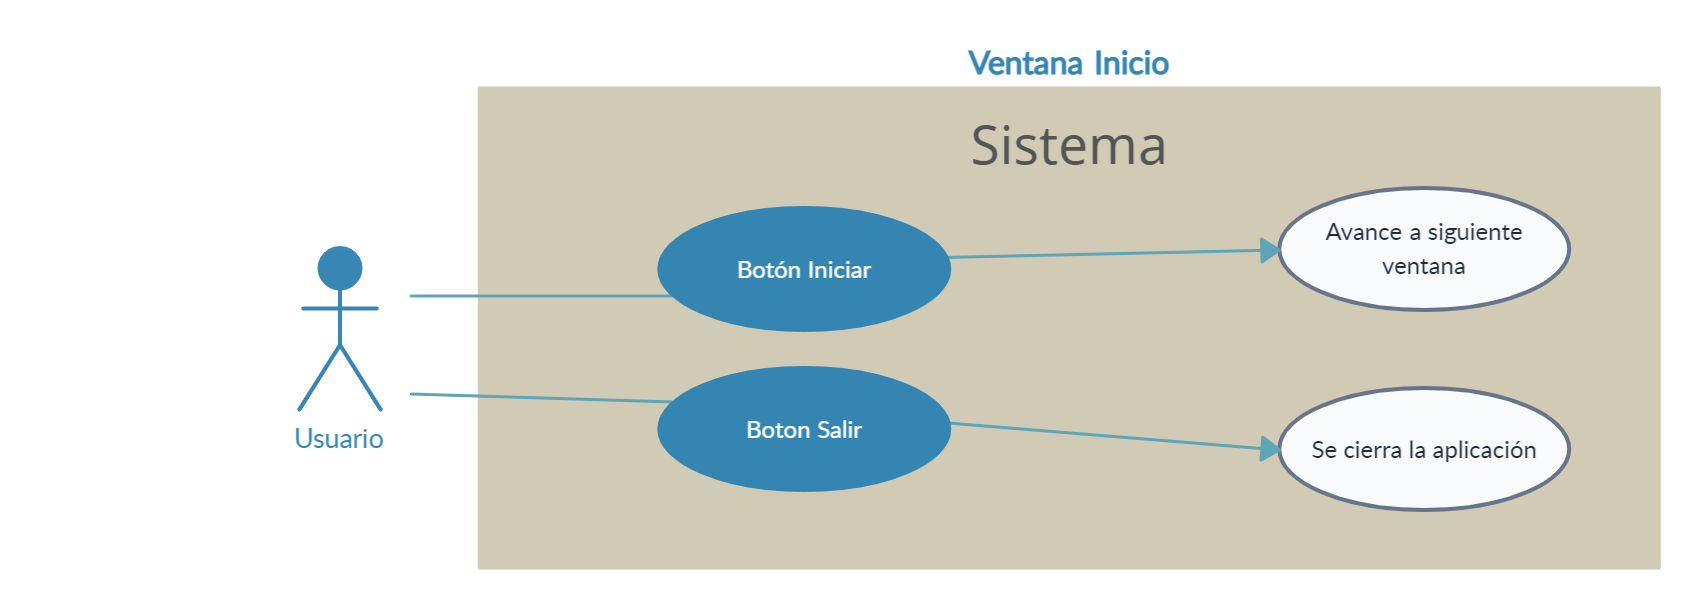 Ventana Inicio
Sistema
Botón Iniciar
Avance a siguiente
ventana
Usuario
Boton Salir
Se cierra la aplicación